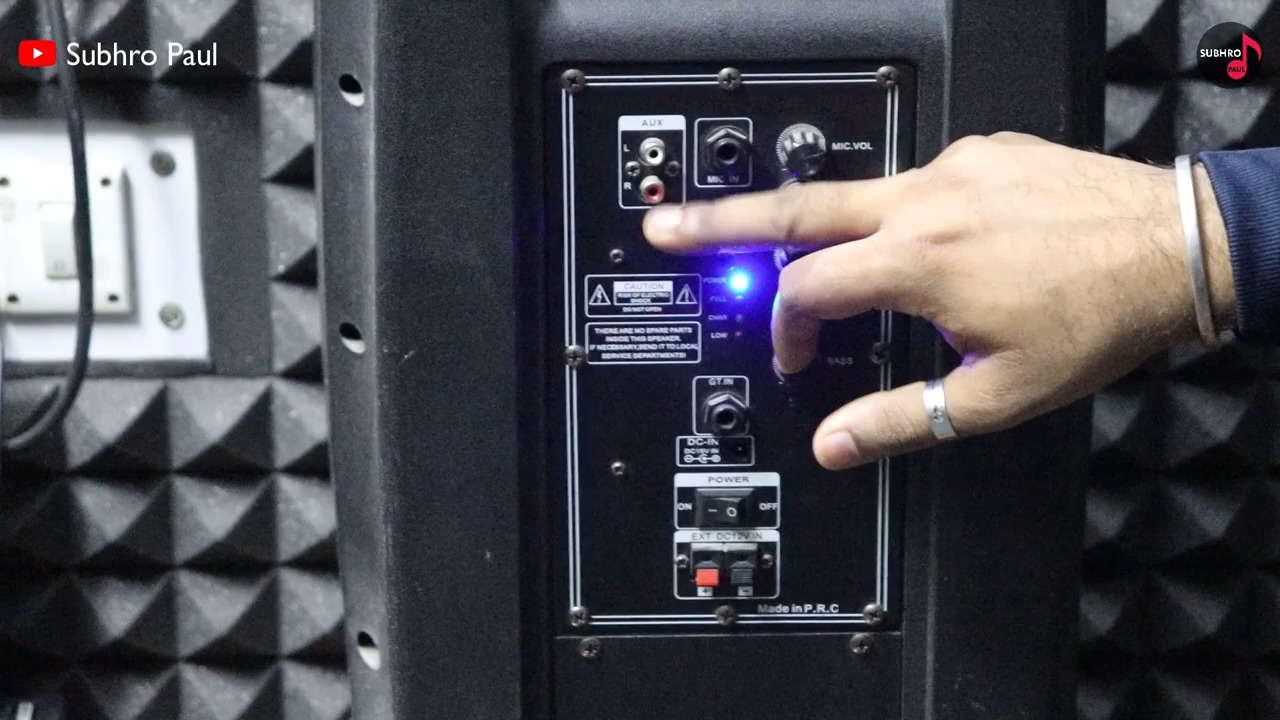 Subhro Paul
SUBHRO
PAUL
AUX
L
R
MIC IN
MIC.VOL
POWER
FULL
CHAR
LOW
CAUTION
RISK OF ELECTRIC
SHOCK
DO NOT OPEN
THERE ARE NO SPARE PARTS
INSIDE THIS SPEAKER.
IF NECESSARY,SEND IT TO LOCAL
SERVICE DEPARTMENTS!
BASS
GT.IN
DC-IN
DC15V IN
POWER
ON
OFF
EXT DC12V.IN
+
-
Made in P.R.C